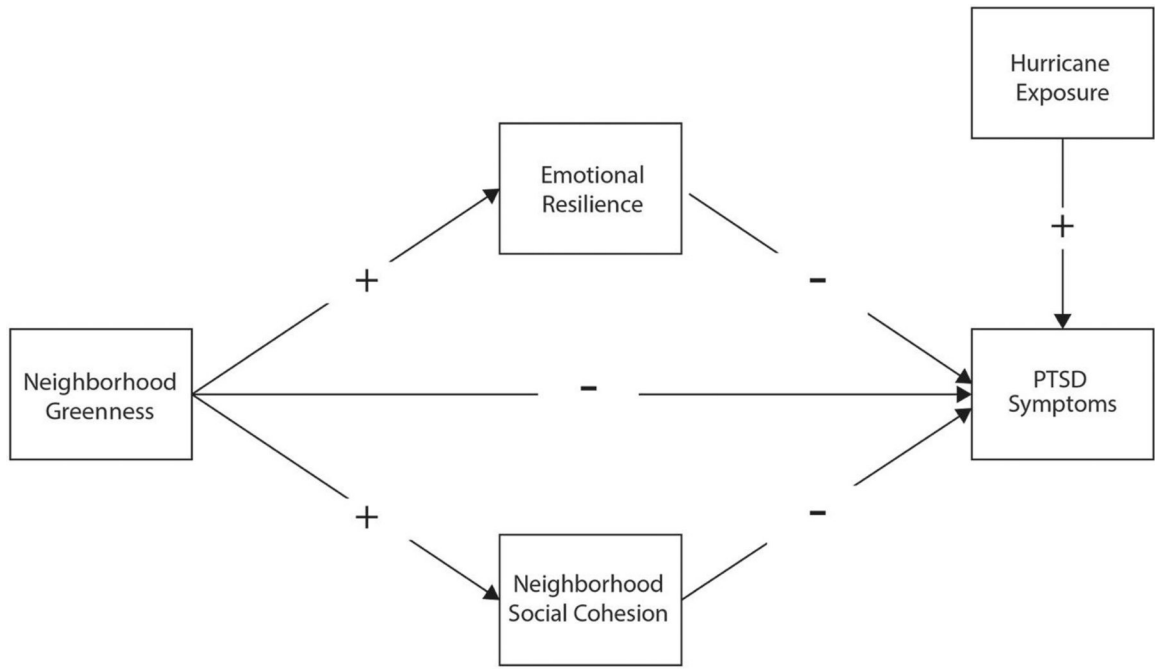 Hurricane
Exposure
Emotional
Resilience
+
+
-
Neighborhood
Greenness
-
PTSD
Symptoms
+
-
Neighborhood
Social Cohesion